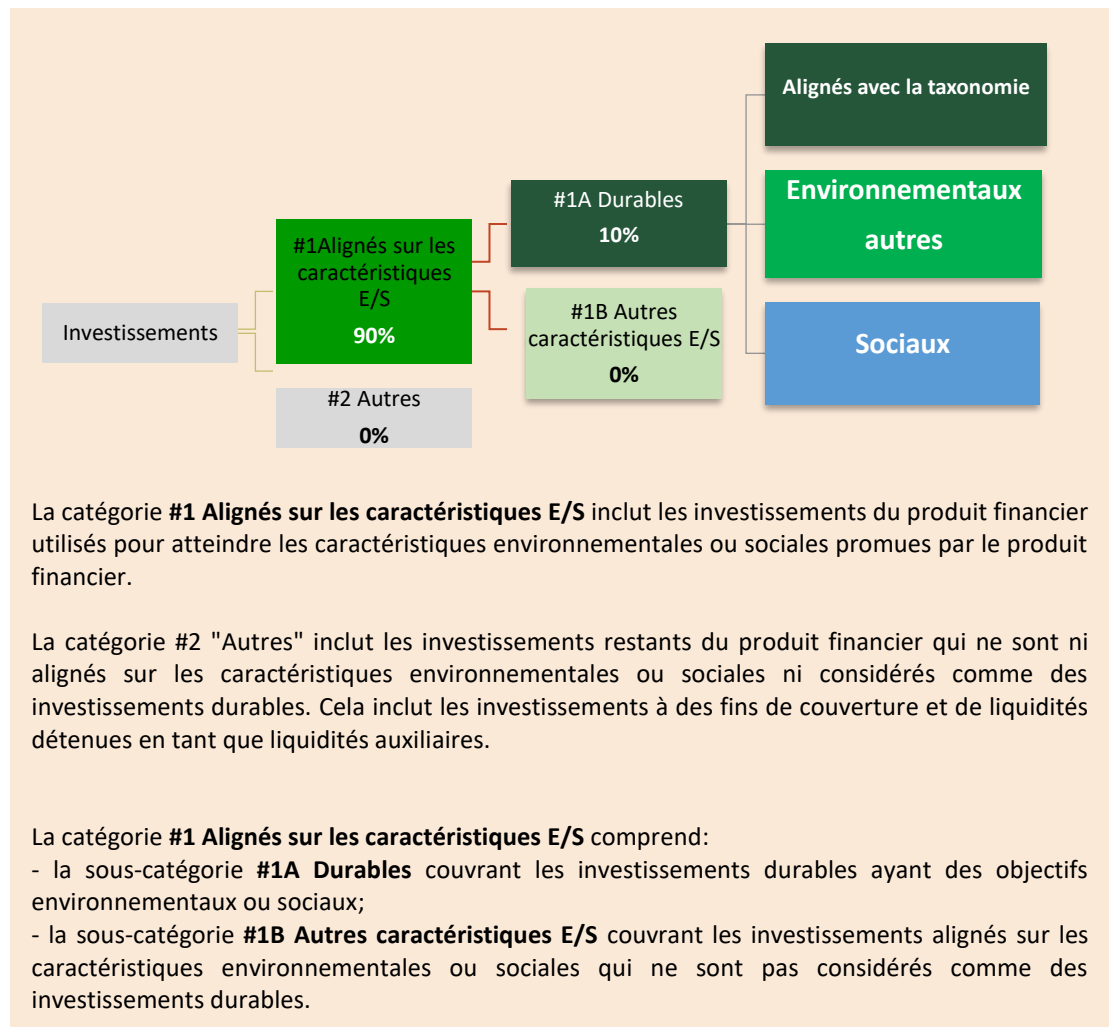 Alignés avec la taxonomie
Environnementaux
autres
Sociaux
#1A Durables
10%
#1Alignés sur les
caractéristiques
E/S
90%
#1B Autres
caractéristiques E/S
0%
Investissements
#2 Autres
0%
La catégorie #1 Alignés sur les caractéristiques E/S inclut les investissements du produit financier
utilisés pour atteindre les caractéristiques environnementales ou sociales promues par le produit
financier.
La catégorie #2 "Autres" inclut les investissements restants du produit financier qui ne sont ni
alignés sur les caractéristiques environnementales ou sociales ni considérés comme des
investissements durables. Cela inclut les investissements à des fins de couverture et de liquidités
détenues en tant que liquidités auxiliaires.
La catégorie #1 Alignés sur les caractéristiques E/S comprend:
- la sous-catégorie #1A Durables couvrant les investissements durables ayant des objectifs
environnementaux ou sociaux;
- la sous-catégorie #1B Autres caractéristiques E/S couvrant les investissements alignés sur les
caractéristiques environnementales ou sociales qui ne sont pas considérés comme des
investissements durables.